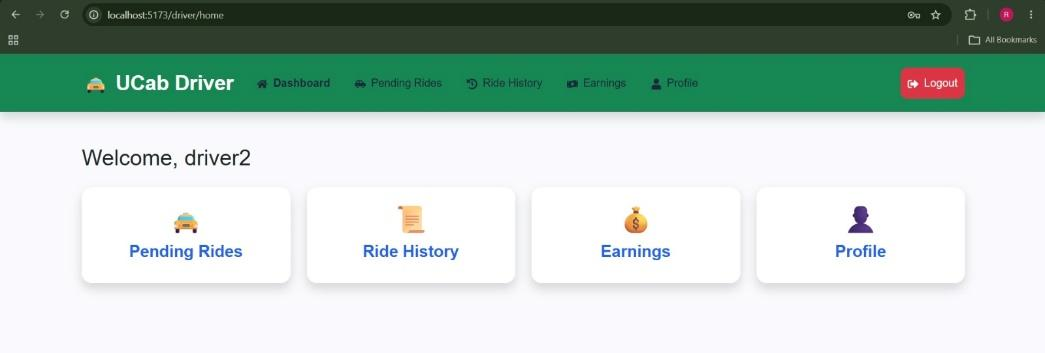 localhost:5173/driver/home
R
All Bookmarks
UCab Driver Dashboard Pending Rides Ride History Earnings Profile Logout
Welcome, driver2
Pending Rides Ride History Earnings Profile